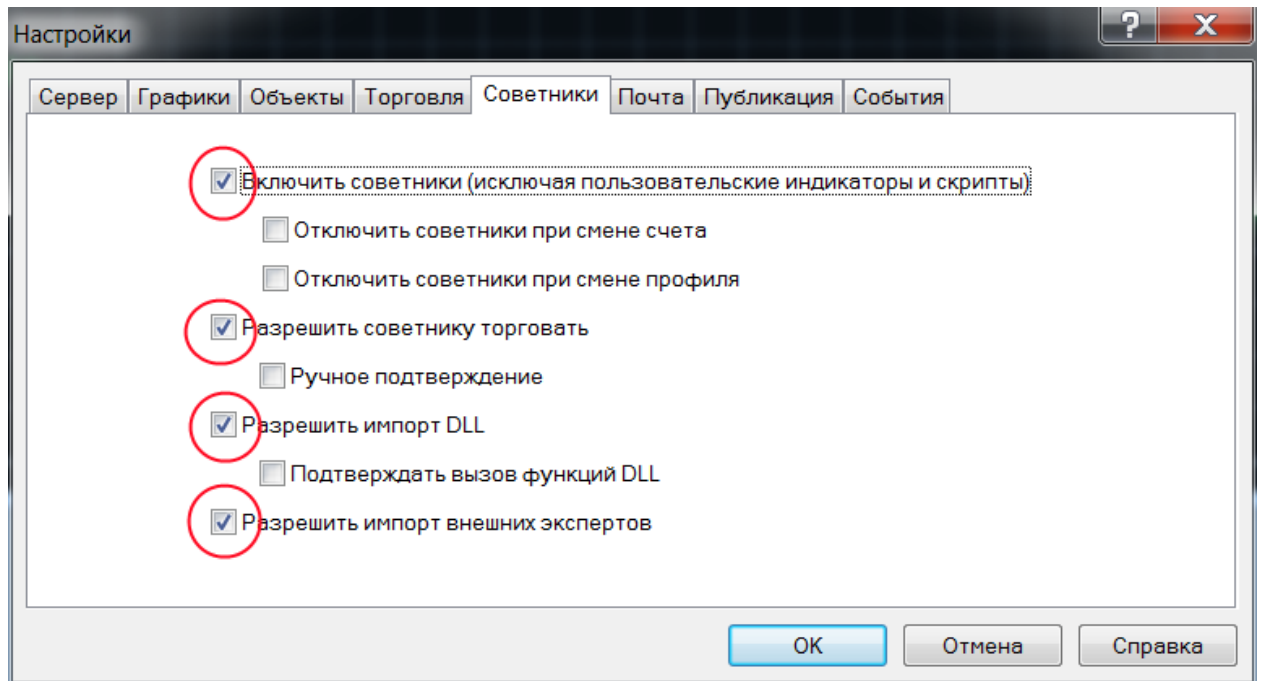 Настройки
Сервер Графики Объекты Торговля Советники Почта Публикация События
Включить советники (исключая пользовательские индикаторы и скрипты)
Отключить советники при смене счета
Отключить советники при смене профиля
Разрешить советнику торговать
Ручное подтверждение
Разрешить импорт DLL
Подтверждать вызов функций DLL
Разрешить импорт внешних экспертов
OK Отмена Справка